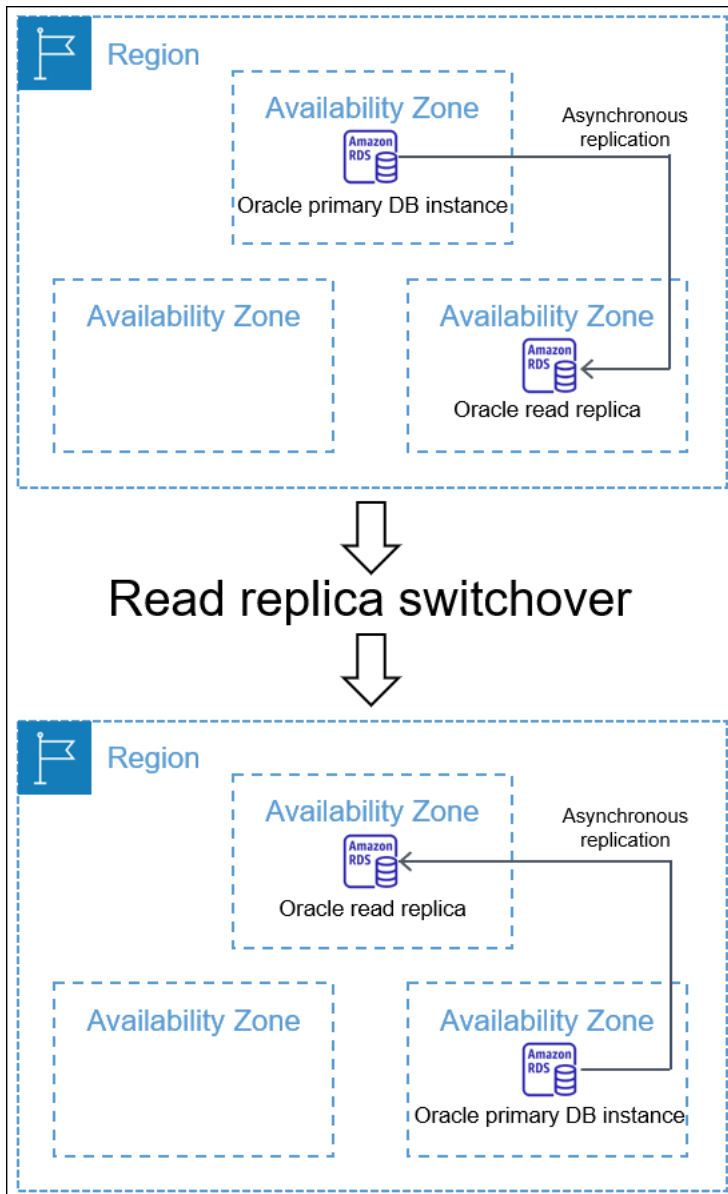 Region
Availability Zone
Asynchronous
replication
Amazon
RDS
Oracle primary DB instance
Availability Zone
Availability Zone
Amazon
RDS
Oracle read replica
Read replica switchover
Region
Availability Zone
Asynchronous
replication
Amazon
RDS
Oracle read replica
Availability Zone
Availability Zone
Amazon
RDS
Oracle primary DB instance